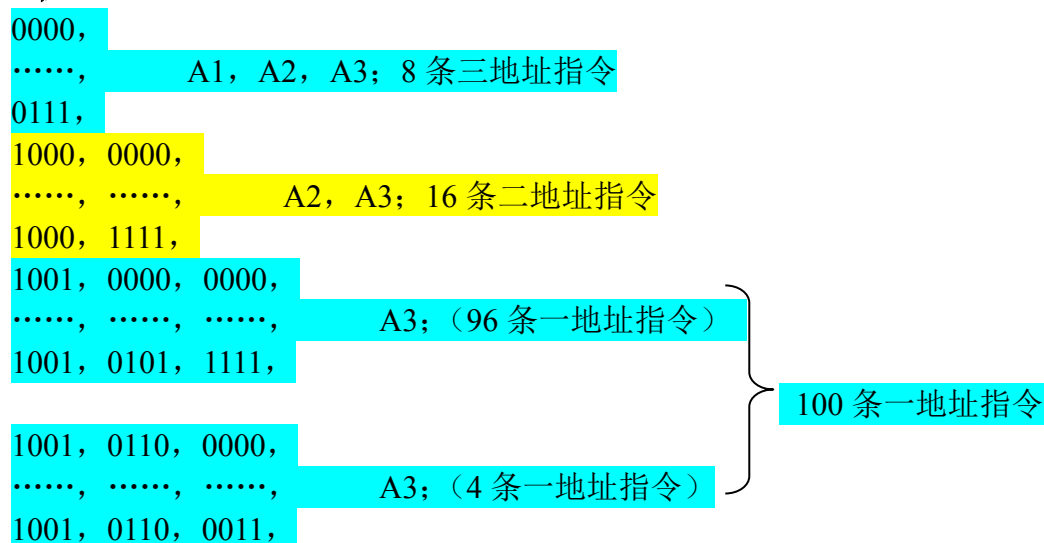 0000，
……，	A1，A2，A3；8 条三地址指令
0111，
1000，0000，
……，……，	A2，A3；16 条二地址指令
1000，1111，
1001，0000，0000，
……，……，……，	A3；（96 条一地址指令）
1001，0101，1111，
100 条一地址指令
1001，0110，0000，
……，……，……，	A3；（4 条一地址指令）
1001，0110，0011，